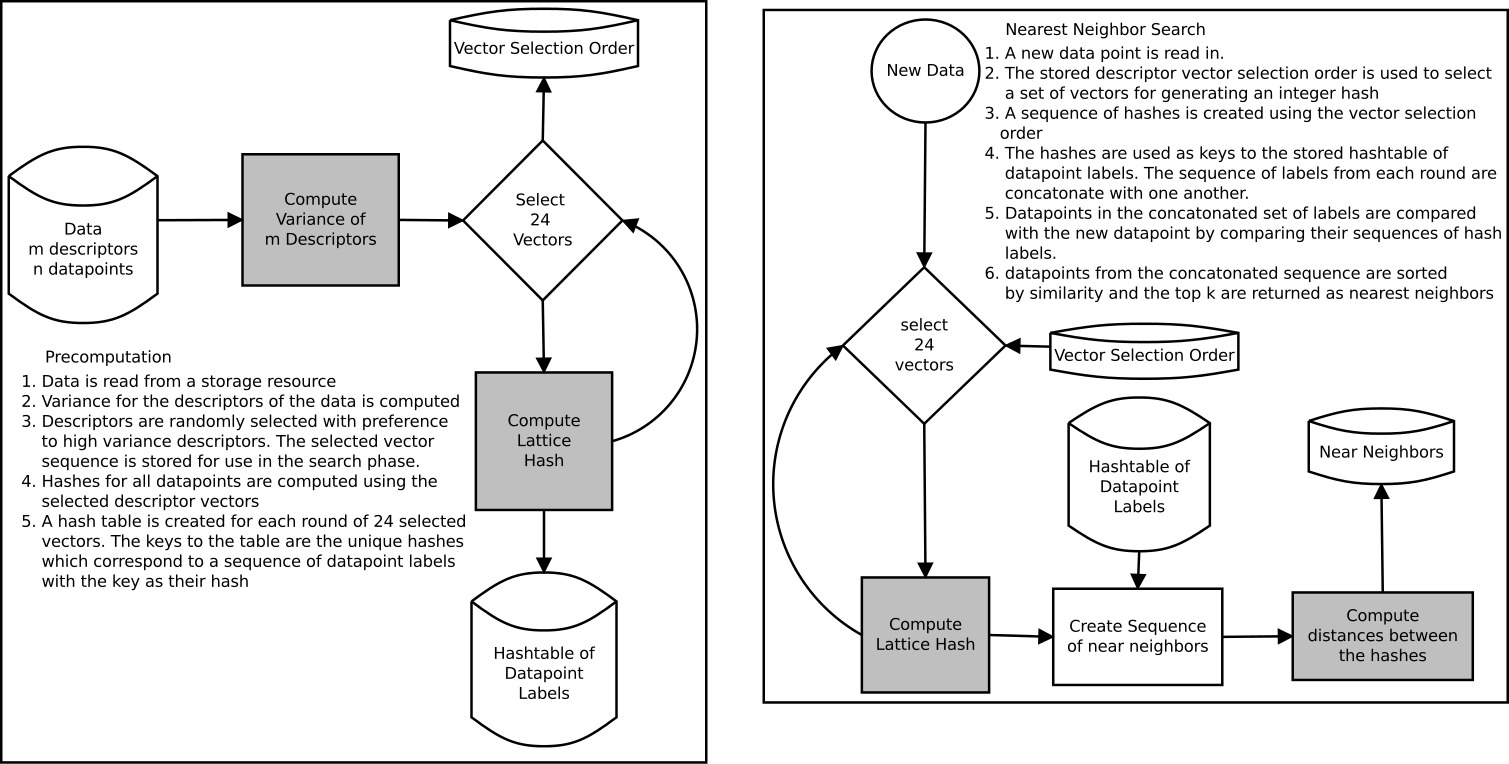 Vector Selection Order
Select
24
Vectors
Compute
Variance of
m Descriptors
Data
m descriptors
n datapoints
Precomputation
1. Data is read from a storage resource
2. Variance for the descriptors of the data is computed
3. Descriptors are randomly selected with preference
to high variance descriptors. The selected vector
sequence is stored for use in the search phase.
4. Hashes for all datapoints are computed using the
selected descriptor vectors
5. A hash table is created for each round of 24 selected
vectors. The keys to the table are the unique hashes
which correspond to a sequence of datapoint labels
with the key as their hash
Compute
Lattice
Hash
Hashtable of
Datapoint
Labels
New Data
Nearest Neighbor Search
1. A new data point is read in.
2. The stored descriptor vector selection order is used to select
a set of vectors for generating an integer hash
3. A sequence of hashes is created using the vector selection
order
4. The hashes are used as keys to the stored hashtable of
datapoint labels. The sequence of labels from each round are
concatonate with one another.
5. Datapoints in the concatonated set of labels are compared
with the new datapoint by comparing their sequences of hash
labels.
6. datapoints from the concatonated sequence are sorted
by similarity and the top k are returned as nearest neighbors
select
24
vectors
Vector Selection Order
Hashtable of
Datapoint
Labels
Near Neighbors
Compute
Lattice Hash
Create Sequence
of near neighbors
Compute
distances between
the hashes